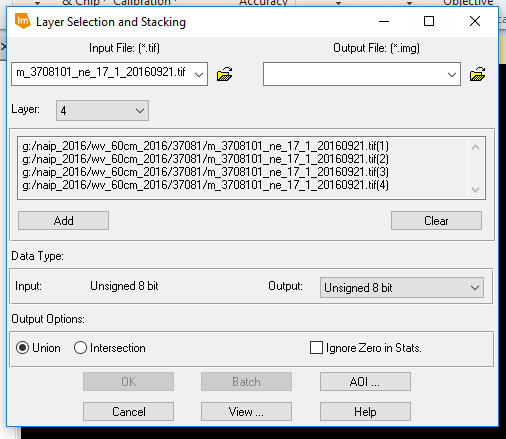 & Chip Calibration Accuracy Objective
Im Layer Selection and Stacking
Input File: (*.tif) Output File: (*.img)
m_3708101_ne_17_1_20160921.tif
Layer: 4
g:/naip_2016/wv_60cm_2016/37081/m_3708101_ne_17_1_20160921.tif(1)
g:/naip_2016/wv_60cm_2016/37081/m_3708101_ne_17_1_20160921.tif(2)
g:/naip_2016/wv_60cm_2016/37081/m_3708101_ne_17_1_20160921.tif(3)
g:/naip_2016/wv_60cm_2016/37081/m_3708101_ne_17_1_20160921.tif(4)
Add Clear
Data Type:
Input: Unsigned 8 bit Output: Unsigned 8 bit
Output Options:
Union Intersection Ignore Zero in Stats.
OK Batch AOI ...
Cancel View ... Help